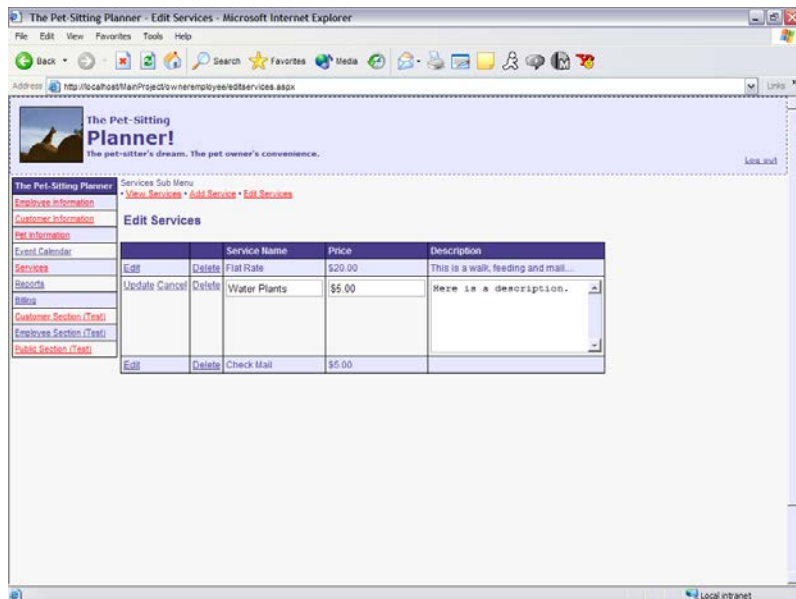 The Pet-Sitting Planner - Edit Services - Microsoft Internet Explorer
File Edit View Favorites Tools Help
Back Search Favorites Media
Address http://localhost/MainProject/owneremployee/editservices.aspx Links
The Pet-Sitting
Planner!
The pet-sitter's dream. The pet owner's convenience.
Log out
The Pet-Sitting Planner
Employee Information
Customer Information
Pet Information
Event Calendar
Services
Reports
Billing
Customer Section (Test)
Employee Section (Test)
Public Section (Test)
Services Sub Menu
• View Services • Add Service • Edit Services
Edit Services
Service Name Price Description
Edit Delete Flat Rate $20.00 This is a walk, feeding and mail...
Update Cancel Delete Water Plants $5.00 Here is a description.
Edit Delete Check Mail $5.00
Local intranet